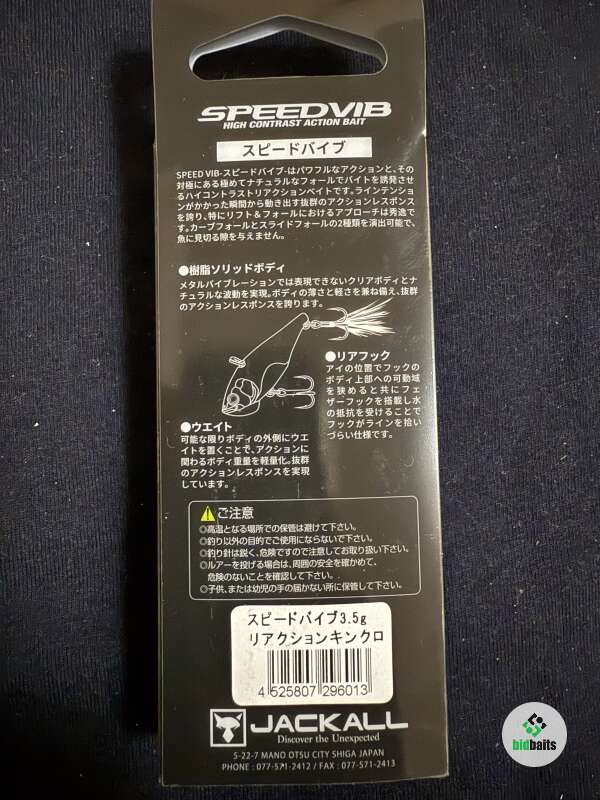 SPEEDVIB
HIGH CONTRAST ACTION BAIT
スピードバイブ
SPEED VIB-スピードバイブ-はパワフルなアクションと、その
対極にある極めてナチュラルなフォールでバイトを誘発させ
るハイコントラストリアクションベイトです。ラインテンショ
ンがかかった瞬間から動き出す抜群のアクションレスポンス
を誇り、特にリフト＆フォールにおけるアプローチは秀逸で
す。カーブフォールとスライドフォールの2種類を演出可能で、
魚に見切る隙を与えません。
●樹脂ソリッドボディ
メタルバイブレーションでは表現できないクリアボディとナ
チュラルな波動を実現。ボディの薄さと軽さを兼ね備え、抜群
のアクションレスポンスを誇ります。
●リアフック
アイの位置でフックの
ボディ上部への可動域
を狭めると共にフェ
ザーフックを搭載し水
の抵抗を受けることで
フックがラインを拾い
づらい仕様です。
●ウエイト
可能な限りボディの外側にウエ
イトを置くことで、アクションに
関わるボディ重量を軽量化。抜群
のアクションレスポンスを実現
しています。
ご注意
○高温となる場所での保管は避けて下さい。
○釣り以外の目的でご使用にならないで下さい。
○釣り針は鋭く、危険ですので注意してお取り扱い下さい。
○ルアーを投げる場合は、周囲の安全を確かめて、
危険のないことを確認して下さい。
○子供、または幼児の手の届かない所に保管して下さい。
スピードバイブ3.5g
リアクションキンクロ
4 525807 296013
JACKALL
Discover the Unexpected
5-22-7 MANO OTSU CITY SHIGA JAPAN
PHONE : 077-571-2412 / FAX : 077-571-2413
bidbaits